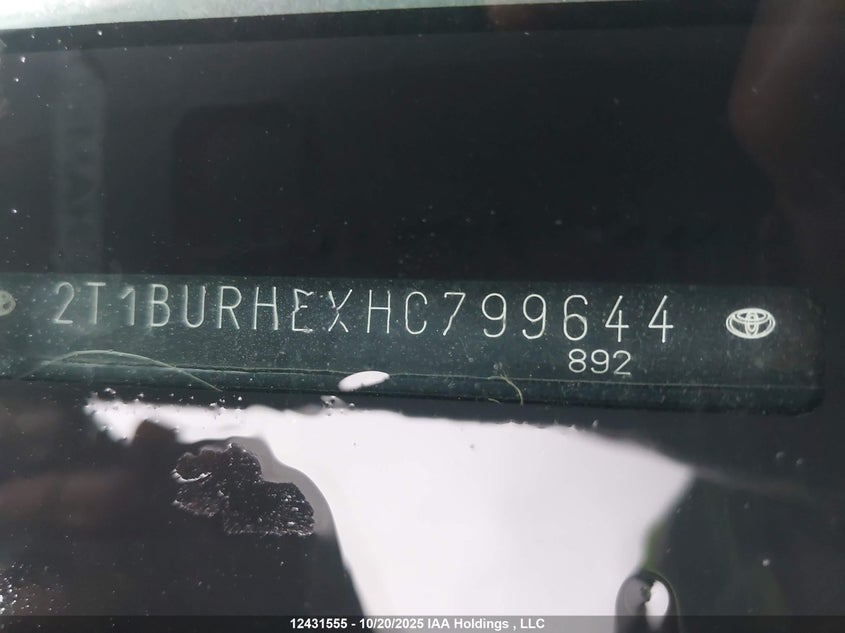 2T1BURHEXHC799644
892
12431555 - 10/20/2025 IAA Holdings , LLC